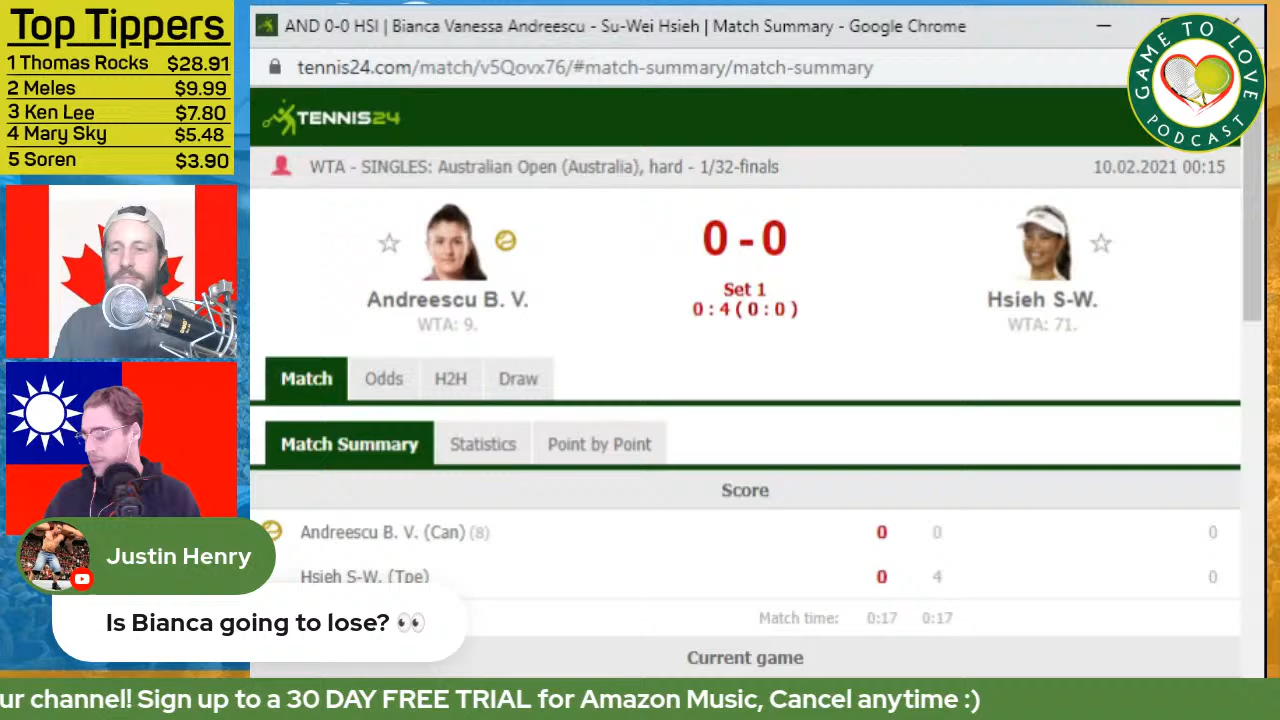 Top Tippers
1 Thomas Rocks $28.91
2 Meles $9.99
3 Ken Lee $7.80
4 Mary Sky $5.48
5 Soren $3.90
AND 0-0 HSI | Bianca Vanessa Andreescu - Su-Wei Hsieh | Match Summary - Google Chrome
tennis24.com/match/v5Qovx76/#match-summary/match-summary
GAME TO LOVE
PODCAST
TENNIS24
WTA - SINGLES: Australian Open (Australia), hard - 1/32-finals 10.02.2021 00:15
0 - 0
Set 1
0 : 4 ( 0 : 0 )
Andreescu B. V.
WTA: 9.
Hsieh S-W.
WTA: 71.
Match Odds H2H Draw
Match Summary Statistics Point by Point
Score
Andreescu B. V. (Can) (8) 0 0 0
Hsieh S-W. (Tpe) 0 4 0
Match time: 0:17 0:17
Current game
Justin Henry
Is Bianca going to lose? 👀
ur channel! Sign up to a 30 DAY FREE TRIAL for Amazon Music, Cancel anytime :)